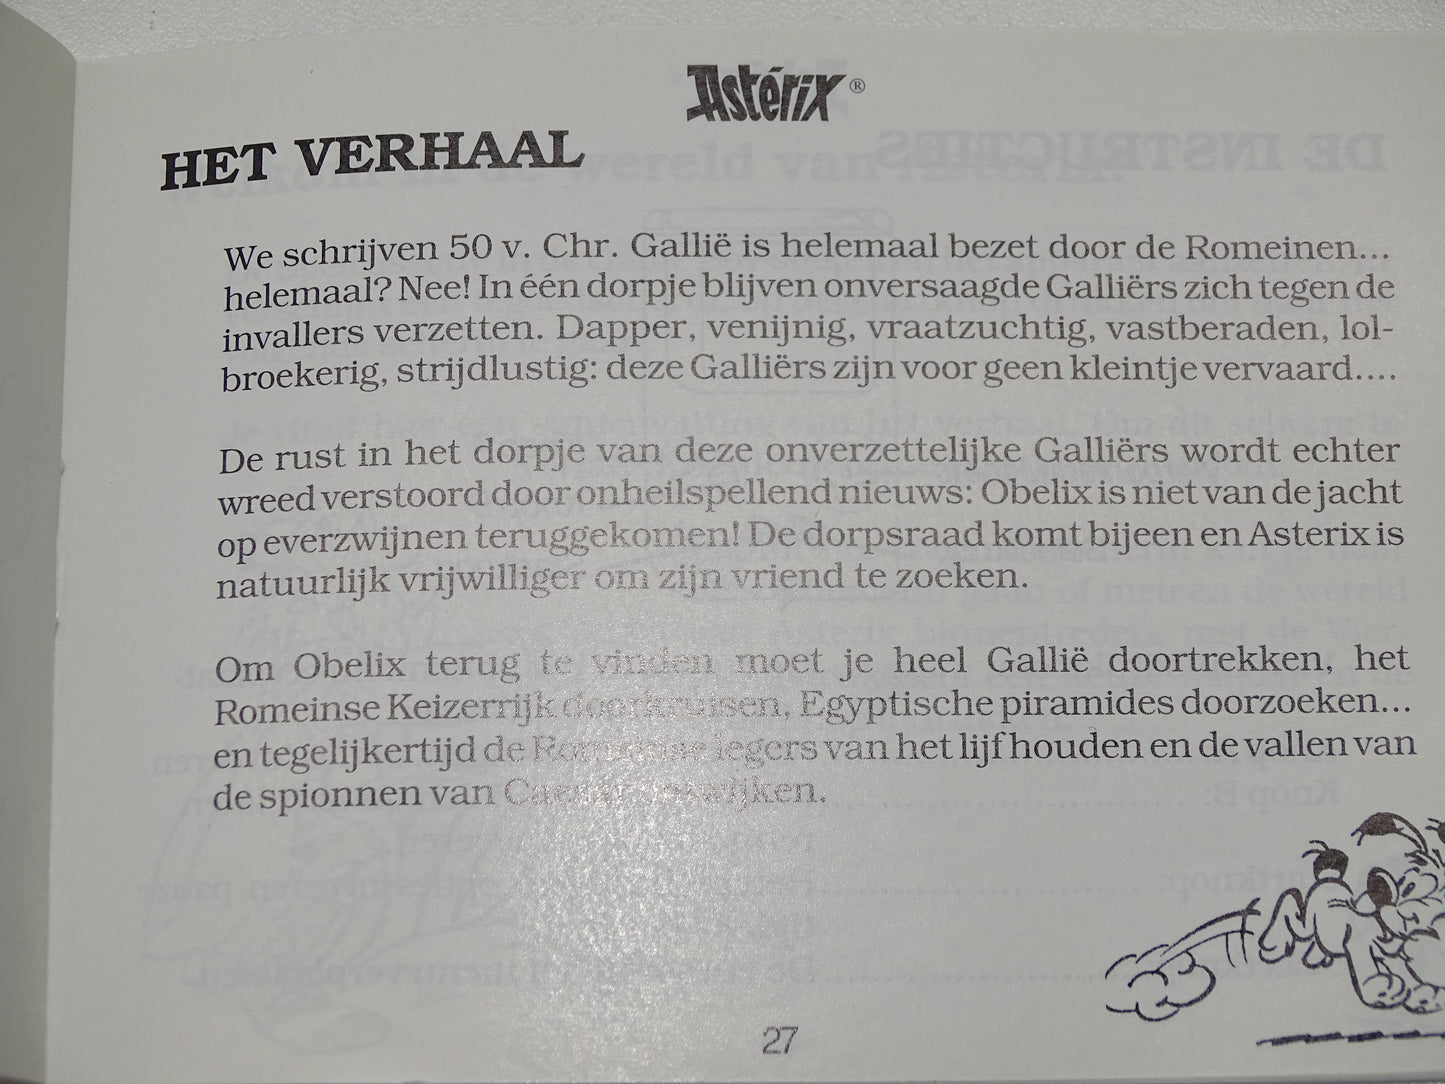 Astérix ®
HET VERHAAL
We schrijven 50 v. Chr. Gallië is helemaal bezet door de Romeinen...
helemaal? Nee! In één dorpje blijven onversaagde Galliërs zich tegen de
invallers verzetten. Dapper, venijnig, vraatzuchtig, vastberaden, lol-
broekerig, strijdlustig: deze Galliërs zijn voor geen kleintje vervaard....
De rust in het dorpje van deze onverzettelijke Galliërs wordt echter
wreed verstoord door onheilspellend nieuws: Obelix is niet van de jacht
op everzwijnen teruggekomen! De dorpsraad komt bijeen en Asterix is
natuurlijk vrijwilliger om zijn vriend te zoeken.
Om Obelix terug te vinden moet je heel Gallië doortrekken, het
Romeinse Keizerrijk doorkruisen, Egyptische piramides doorzoeken...
en tegelijkertijd de Romeinse legers van het lijf houden en de vallen van
de spionnen van Caesar ontwijken.
27